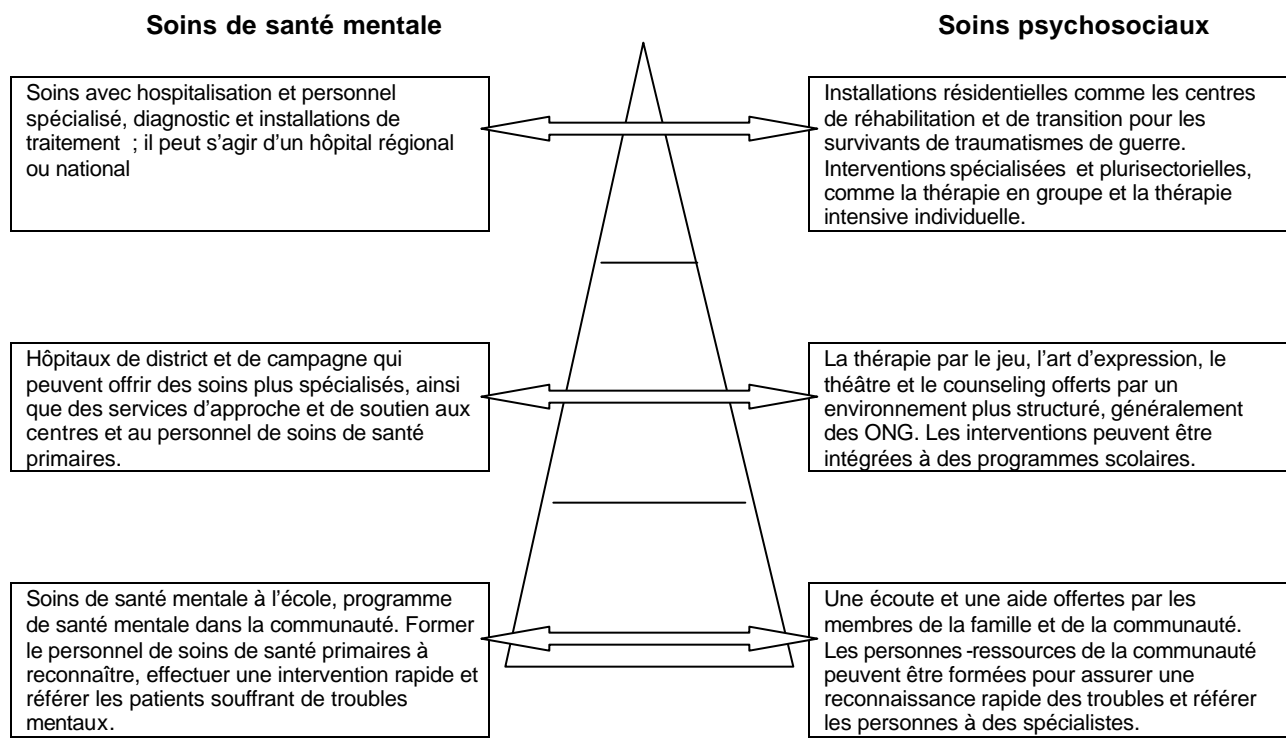 Soins de santé mentale
Soins psychosociaux
Soins avec hospitalisation et personnel
spécialisé, diagnostic et installations de
traitement ; il peut s'agir d'un hôpital régional
ou national
Installations résidentielles comme les centres
de réhabilitation et de transition pour les
survivants de traumatismes de guerre.
Interventions spécialisées et plurisectorielles,
comme la thérapie en groupe et la thérapie
intensive individuelle.
Hôpitaux de district et de campagne qui
peuvent offrir des soins plus spécialisés, ainsi
que des services d'approche et de soutien aux
centres et au personnel de soins de santé
primaires.
La thérapie par le jeu, l'art d'expression, le
théâtre et le counseling offerts par un
environnement plus structuré, généralement
des ONG. Les interventions peuvent être
intégrées à des programmes scolaires.
Soins de santé mentale à l'école, programme
de santé mentale dans la communauté. Former
le personnel de soins de santé primaires à
reconnaître, effectuer une intervention rapide et
référer les patients souffrant de troubles
mentaux.
Une écoute et une aide offertes par les
membres de la famille et de la communauté.
Les personnes-ressources de la communauté
peuvent être formées pour assurer une
reconnaissance rapide des troubles et référer
les personnes à des spécialistes.